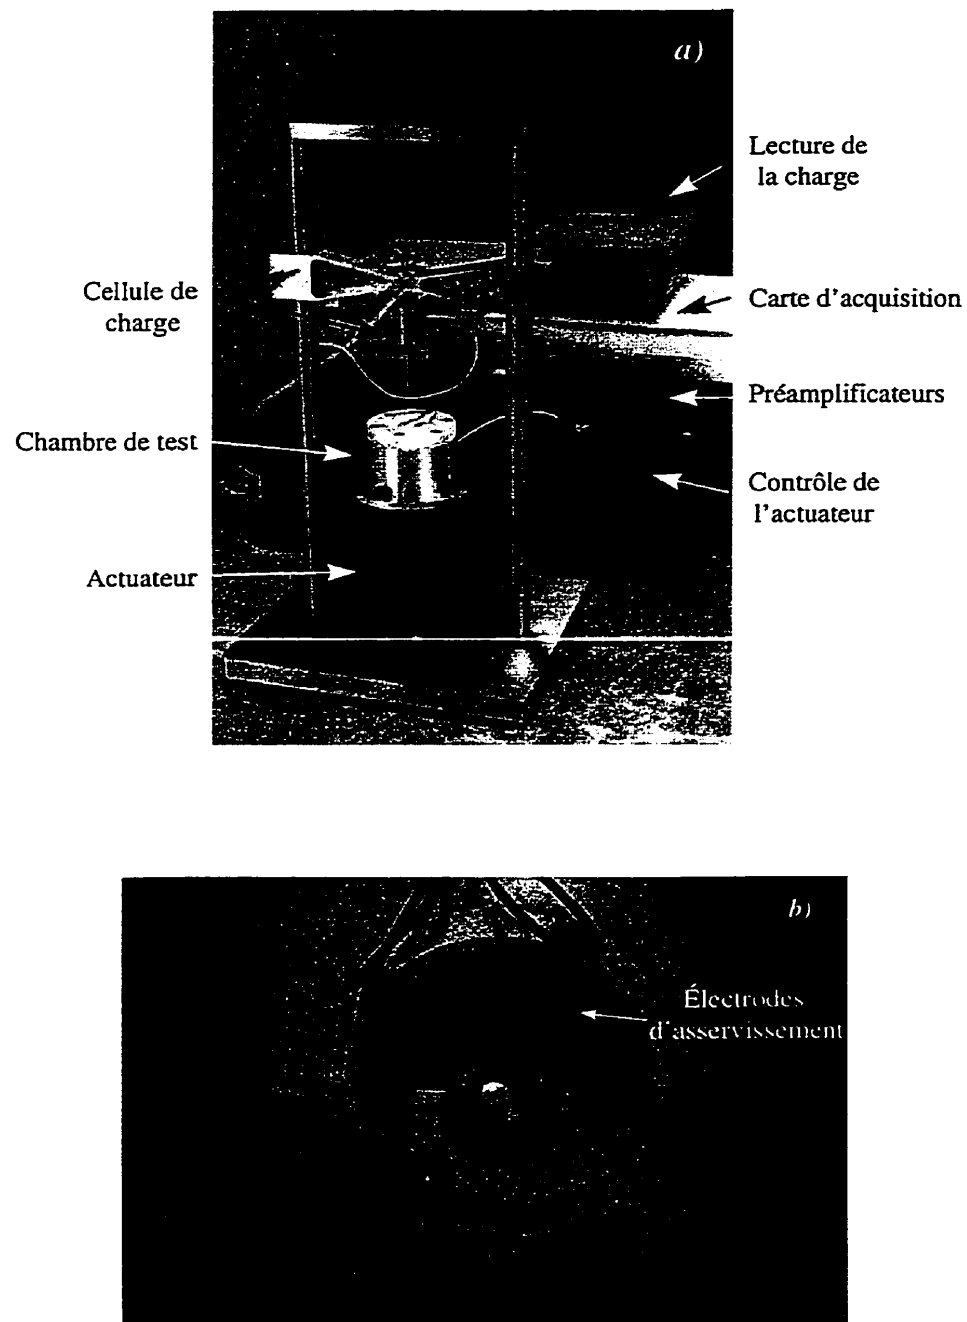 a)
Lecture de
la charge
Cellule de
charge
Carte d'acquisition
Préamplificateurs
Chambre de test
Contrôle de
l'actuateur
Actuateur
b)
Électrodes
d'asservissement